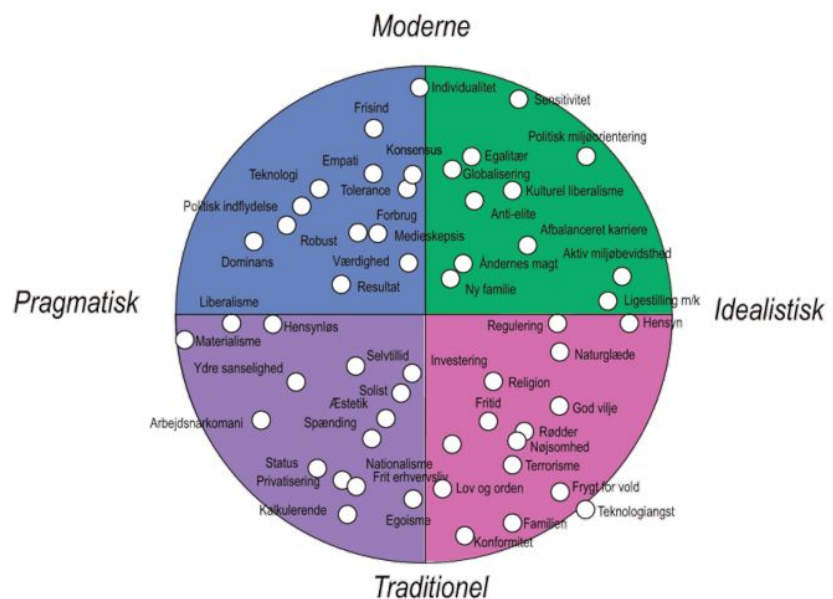 Moderne
Individualitet
Sensitivitet
Frisind
Politisk miljøorientering
Konsensus
Egalitær
Empati
Globalisering
Teknologi
Tolerance
Kulturel liberalisme
Politisk indflydelse
Forbrug
Anti-elite
Robust
Medieskepsis
Afbalanceret karriere
Dominans
Aktiv miljøbevidsthed
Værdighed
Åndernes magt
Resultat
Ny familie
Pragmatisk
Liberalisme
Ligestilling m/k
Idealistisk
Hensynløs
Regulering
Hensyn
Materialisme
Selvtillid
Investering
Naturglæde
Ydre sanselighed
Religion
Solist
Æstetik
Fritid
God vilje
Arbejdsnarkomani
Spænding
Rødder
Nøjsomhed
Status
Nationalisme
Terrorisme
Privatisering
Frit erhvervsliv
Lov og orden
Frygt for vold
Kalkulerende
Egoisme
Familien
Teknologiangst
Konformitet
Traditionel